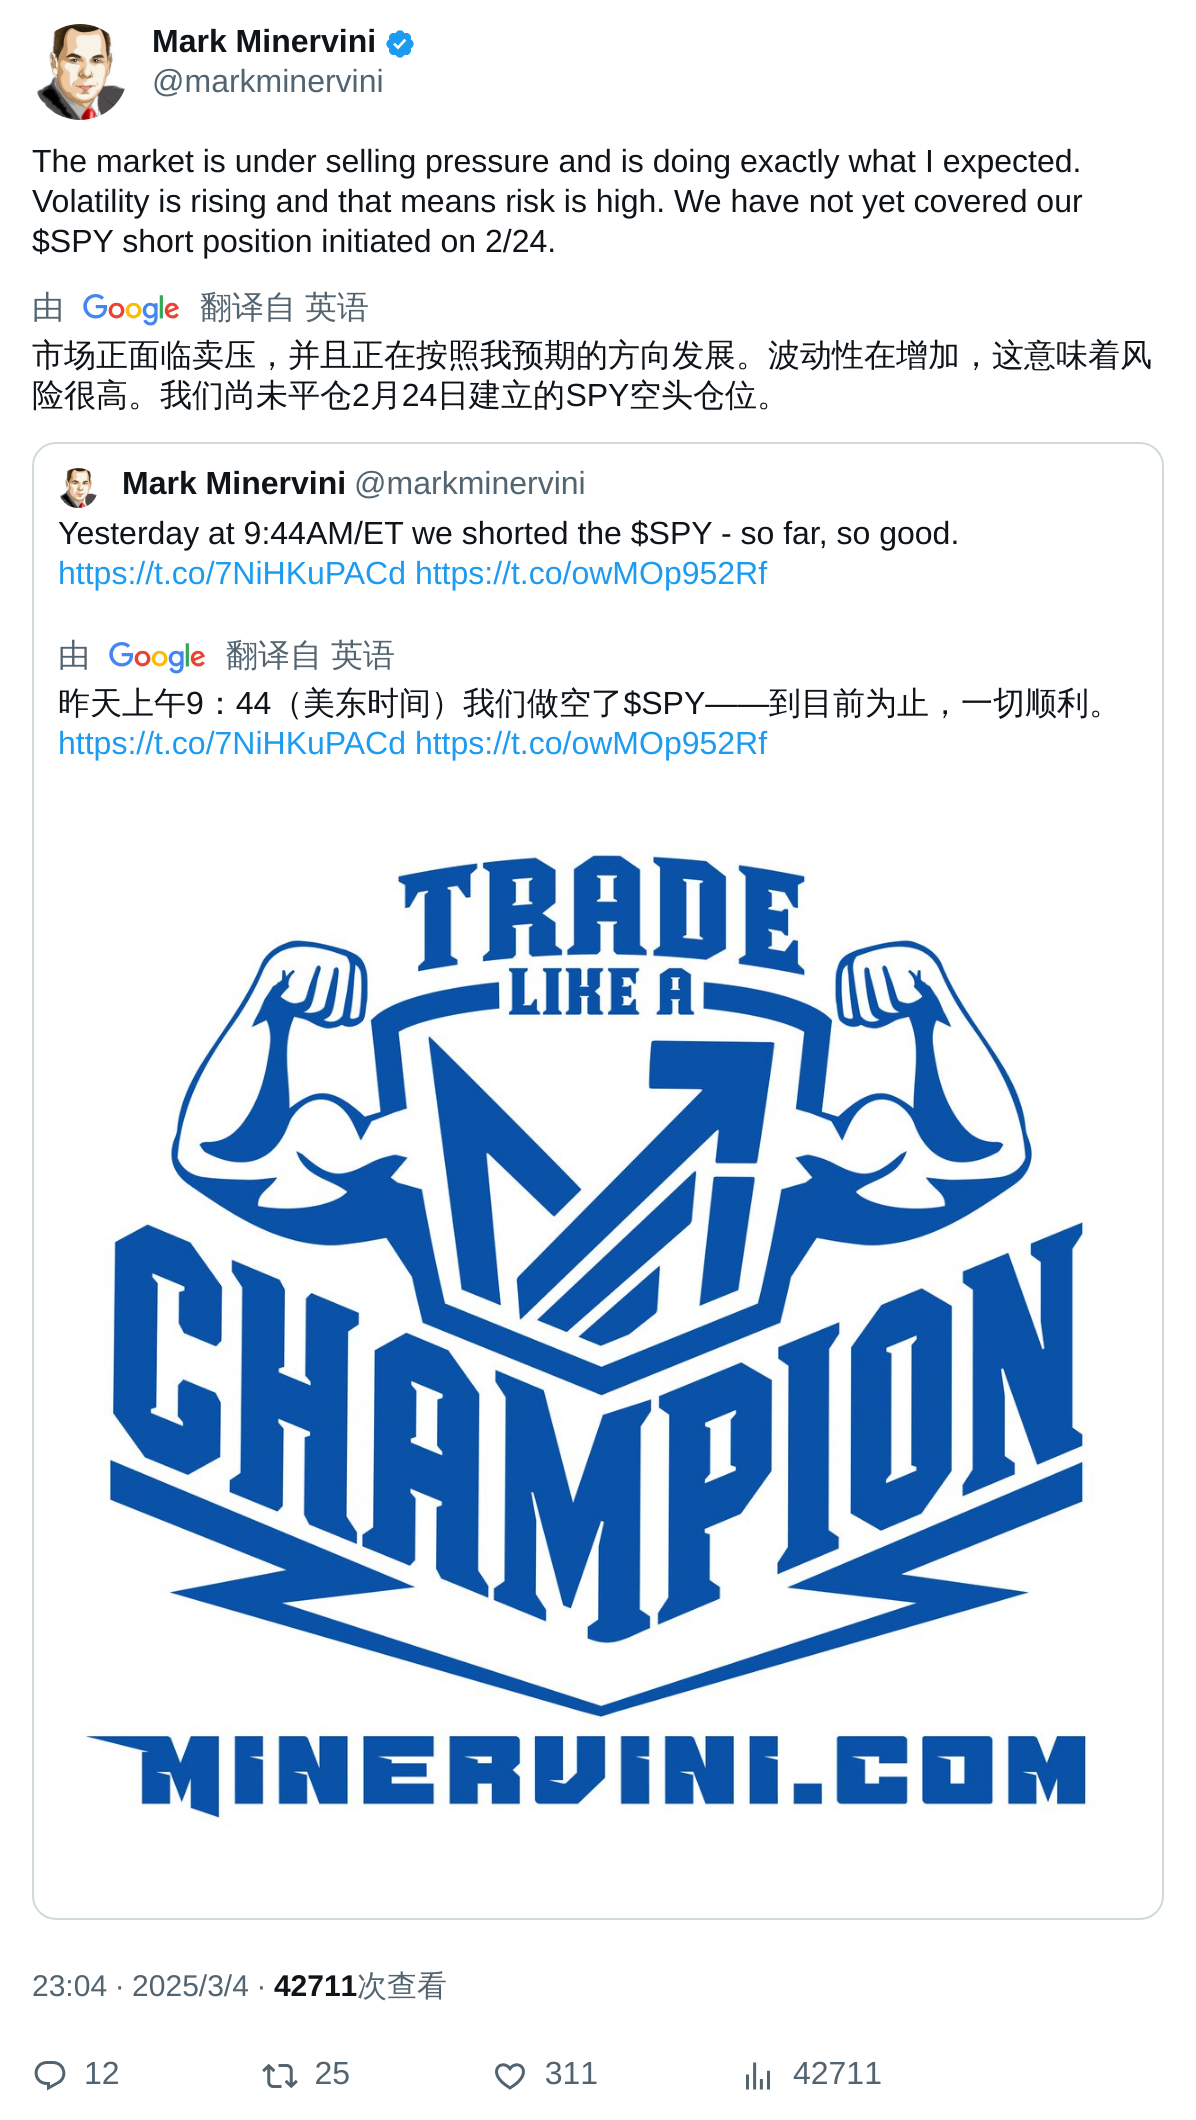 Mark Minervini
@markminervini
The market is under selling pressure and is doing exactly what I expected.
Volatility is rising and that means risk is high. We have not yet covered our
$SPY short position initiated on 2/24.
由 Google 翻译自 英语
市场正面临卖压，并且正在按照我预期的方向发展。波动性在增加，这意味着风
险很高。我们尚未平仓2月24日建立的SPY空头仓位。
Mark Minervini @markminervini
Yesterday at 9:44AM/ET we shorted the $SPY - so far, so good.
https://t.co/7NiHKuPACd https://t.co/owMOp952Rf
由 Google 翻译自 英语
昨天上午9：44（美东时间）我们做空了$SPY——到目前为止，一切顺利。
https://t.co/7NiHKuPACd https://t.co/owMOp952Rf
TRADE
LIKE A
CHAMPION
MINERVINI.COM
23:04 · 2025/3/4 · 42711次查看
12 25 311 42711